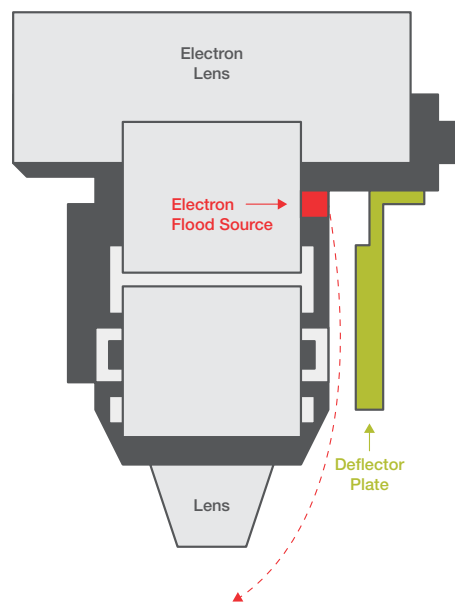 Electron
Lens
Electron
Flood Source
Deflector
Plate
Lens